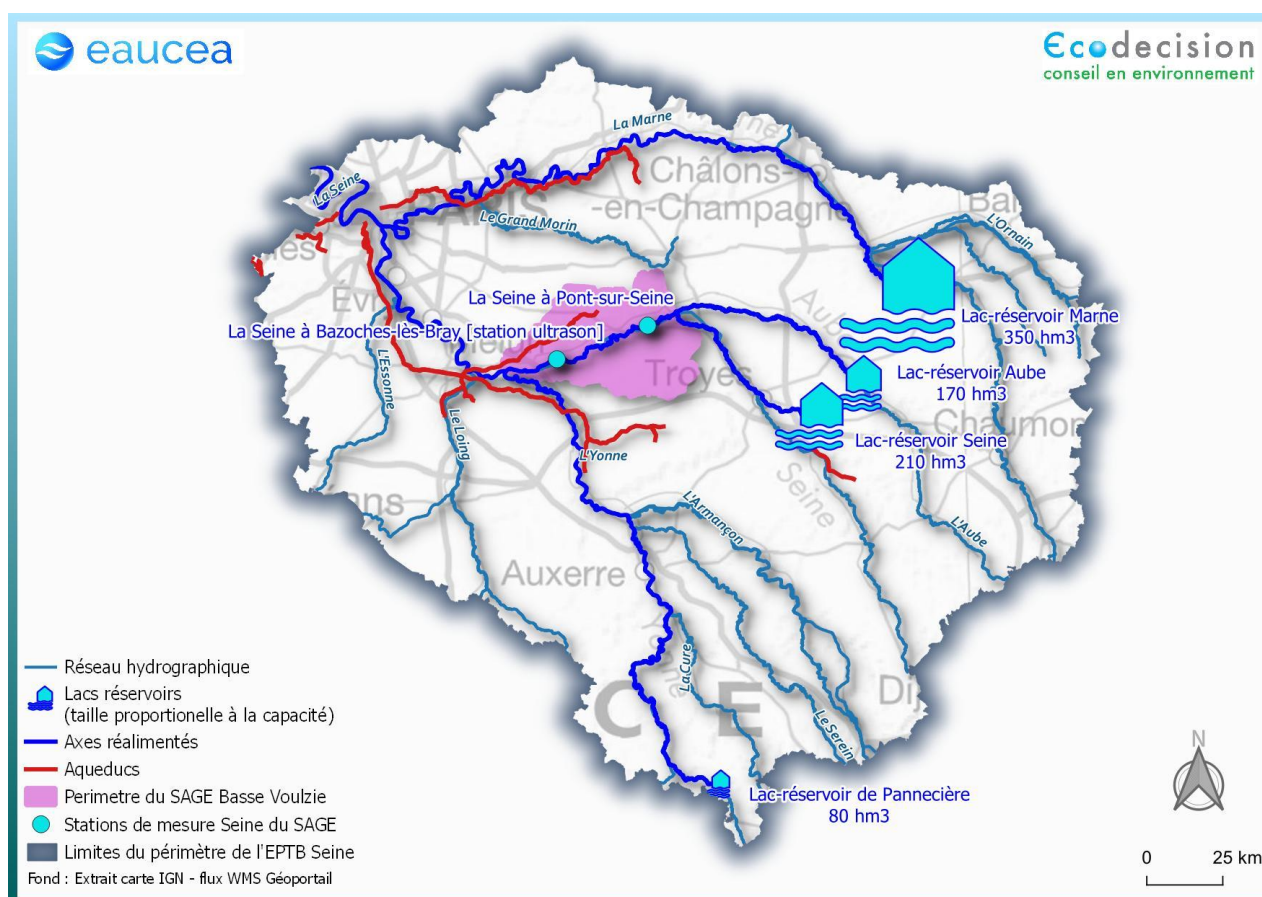 eaucea
Ecodecision
conseil en environnement
La Marne
Châlons-
-en-Champagne
La Seine
PARIS
Le Grand Morin
L'Ornain
La Seine à Pont-sur-Seine
La Seine à Bazoches-lès-Bray [station ultrason]
Lac-réservoir Marne
350 hm3
Lac-réservoir Aube
170 hm3
Troyes
L'Essonne
Le Loing
Chaumon
Lac-réservoir Seine
210 hm3
L'Yonne
Seine
L'Armançon
L'Aube
Auxerre
La Cure
C E
Dij
Le Serein
Lac-réservoir de Pannecière
80 hm3
Réseau hydrographique
Lacs réservoirs
(taille proportionelle à la capacité)
Axes réalimentés
Aqueducs
Perimetre du SAGE Basse Voulzie
Stations de mesure Seine du SAGE
Limites du périmètre de l'EPTB Seine
Fond : Extrait carte IGN - flux WMS Géoportail
N
0 25 km